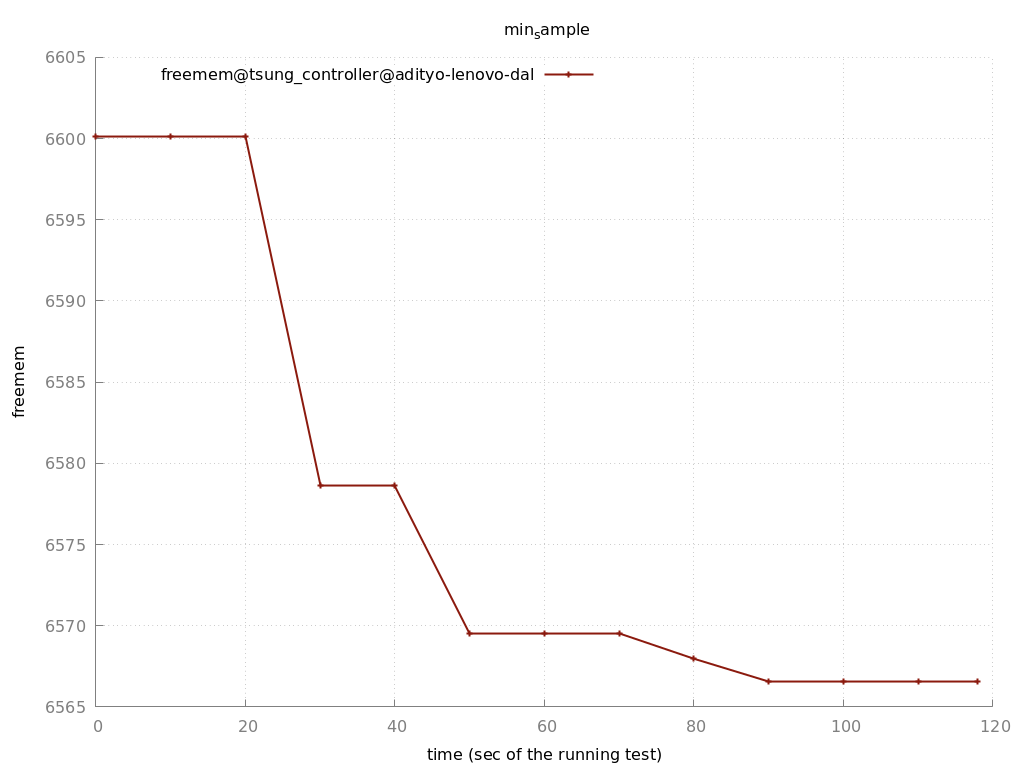 minsample
freemem@tsung_controller@adityo-lenovo-dal
6605
6600
6595
6590
6585
6580
6575
6570
6565
freemem
0 20 40 60 80 100 120
time (sec of the running test)